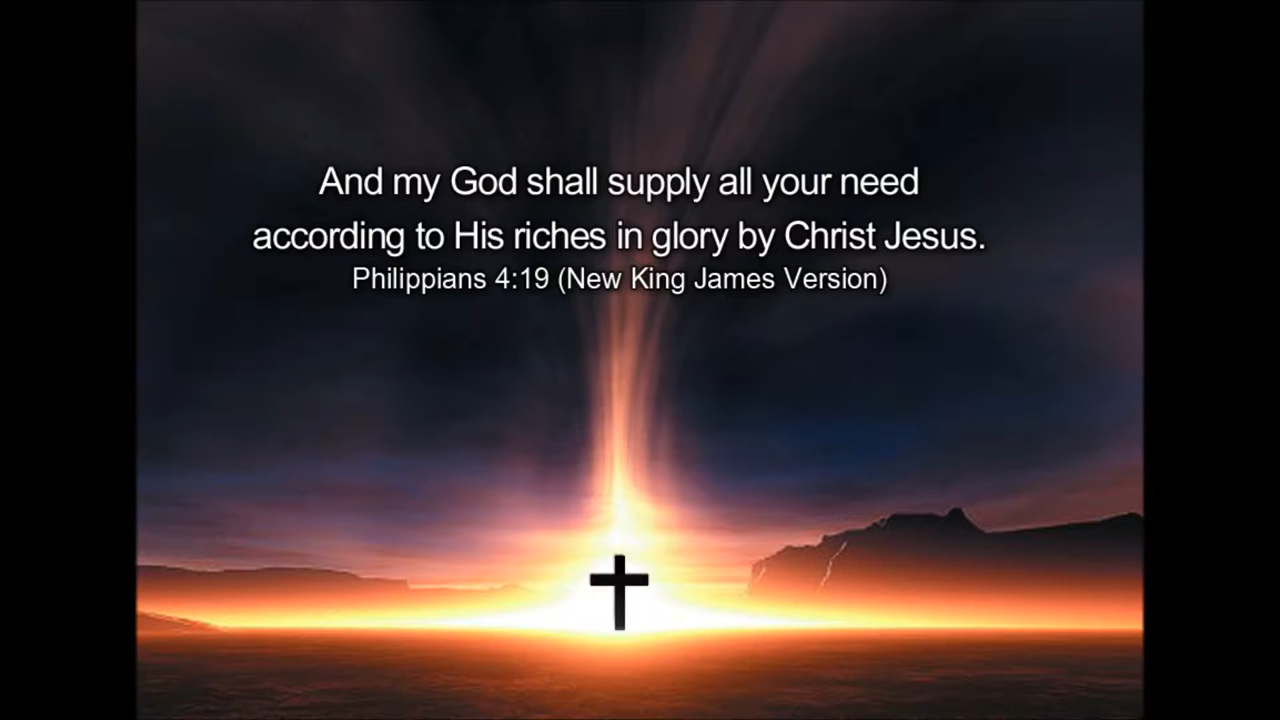 And my God shall supply all your need
according to His riches in glory by Christ Jesus.
Philippians 4:19 (New King James Version)